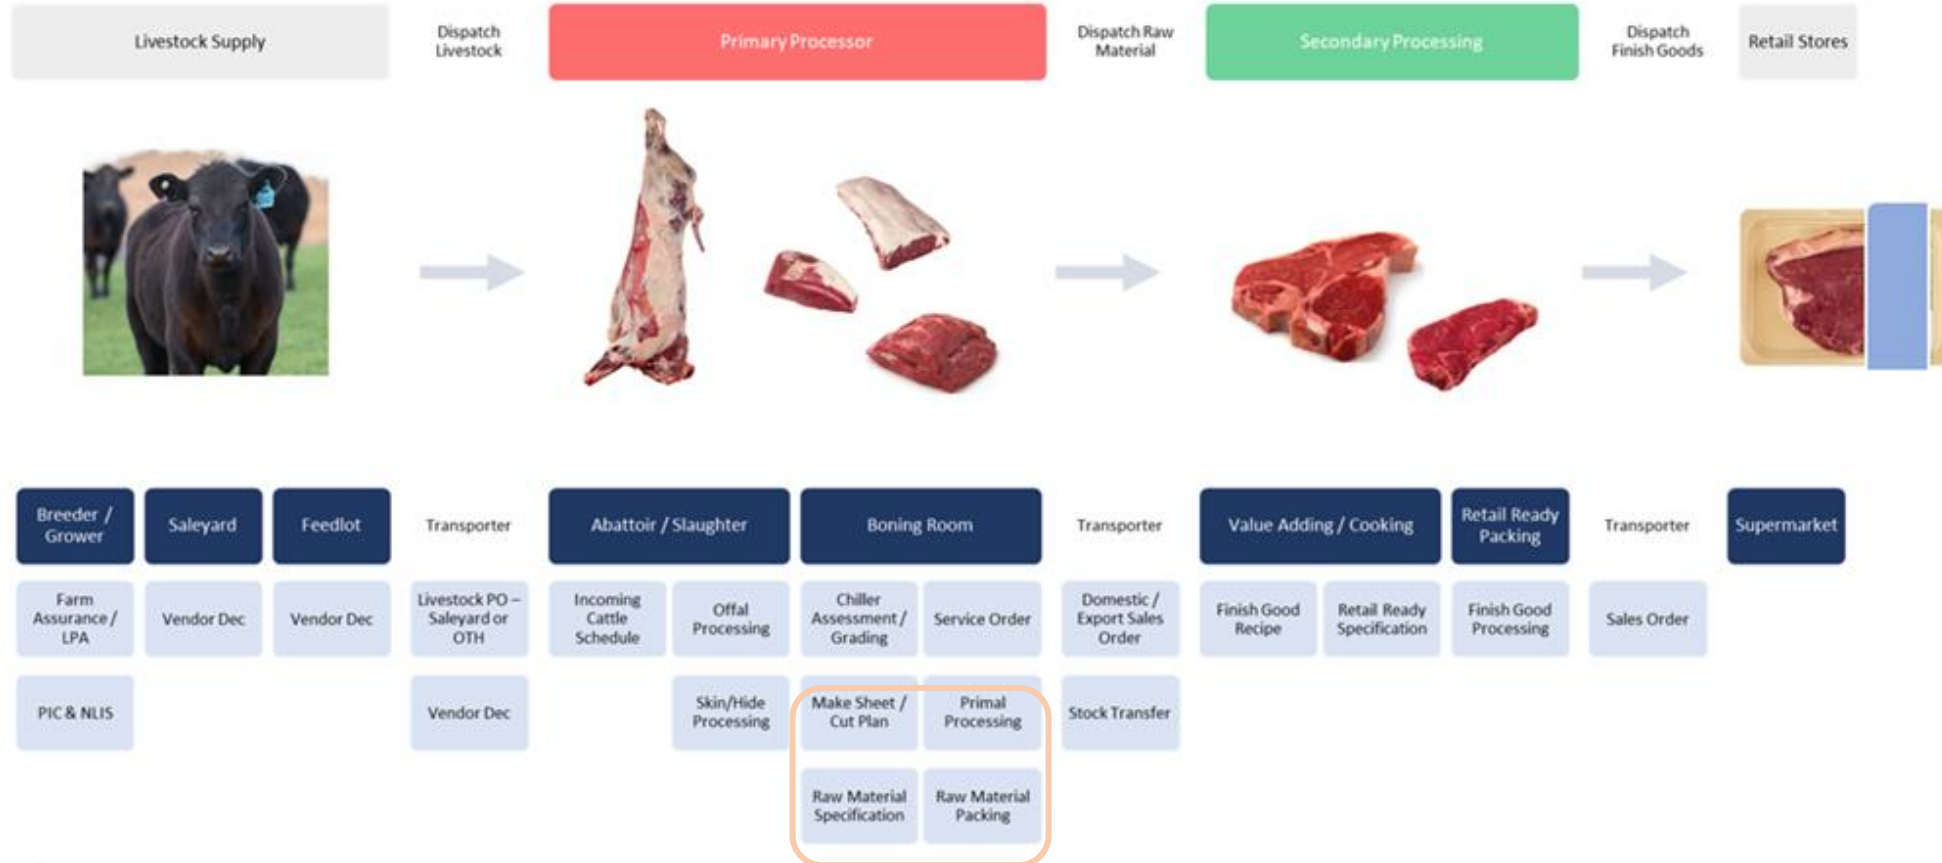 Livestock Supply
Dispatch
Livestock
Primary Processor
Dispatch Raw
Material
Secondary Processing
Dispatch
Finish Goods
Retail Stores
Breeder /
Grower
Saleyard
Feedlot
Transporter
Abattoir / Slaughter
Boning Room
Transporter
Value Adding / Cooking
Retail Ready
Packing
Transporter
Supermarket
Farm
Assurance /
LPA
Vendor Dec
Vendor Dec
Livestock PO –
Saleyard or
OTH
Incoming
Cattle
Schedule
Offal
Processing
Chiller
Assessment /
Grading
Service Order
Domestic /
Export Sales
Order
Finish Good
Recipe
Retail Ready
Specification
Finish Good
Processing
Sales Order
PIC & NLIS
Vendor Dec
Skin/Hide
Processing
Make Sheet /
Cut Plan
Primal
Processing
Stock Transfer
Raw Material
Specification
Raw Material
Packing